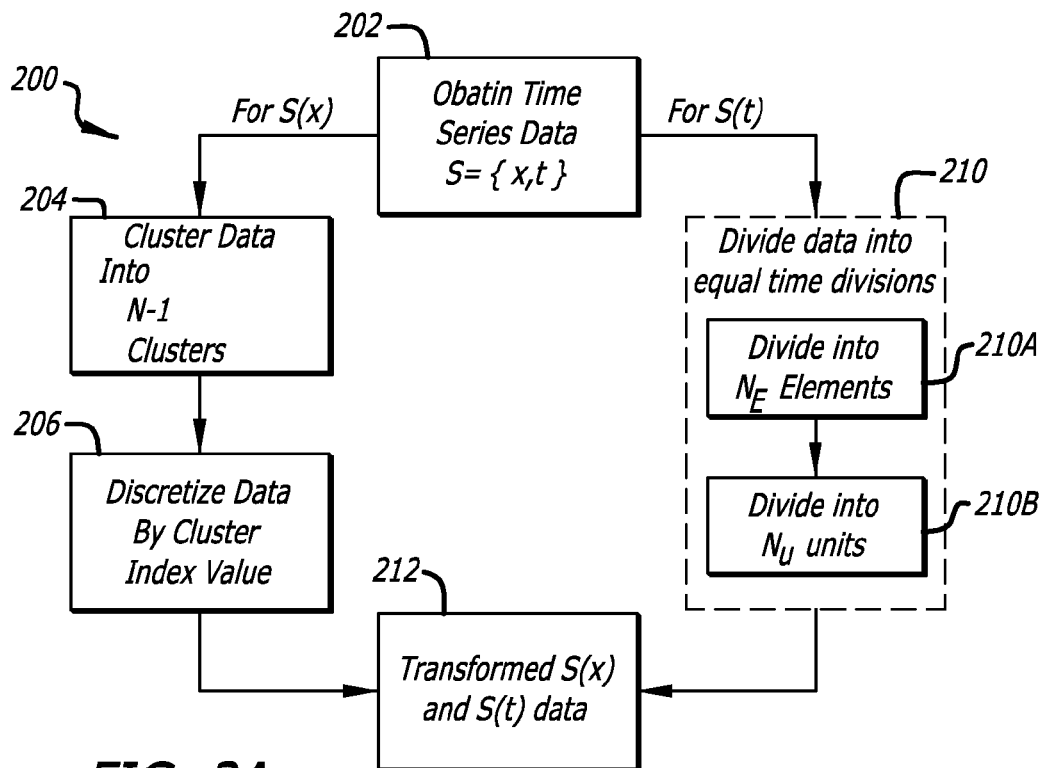 202
200
Obatin Time
Series Data
S= { x,t }
For S(x)
For S(t)
204
Cluster Data
Into
N-1
Clusters
210
Divide data into
equal time divisions
Divide into
N_E Elements
210A
206
Discretize Data
By Cluster
Index Value
Divide into
N_u units
210B
212
Transformed S(x)
and S(t) data